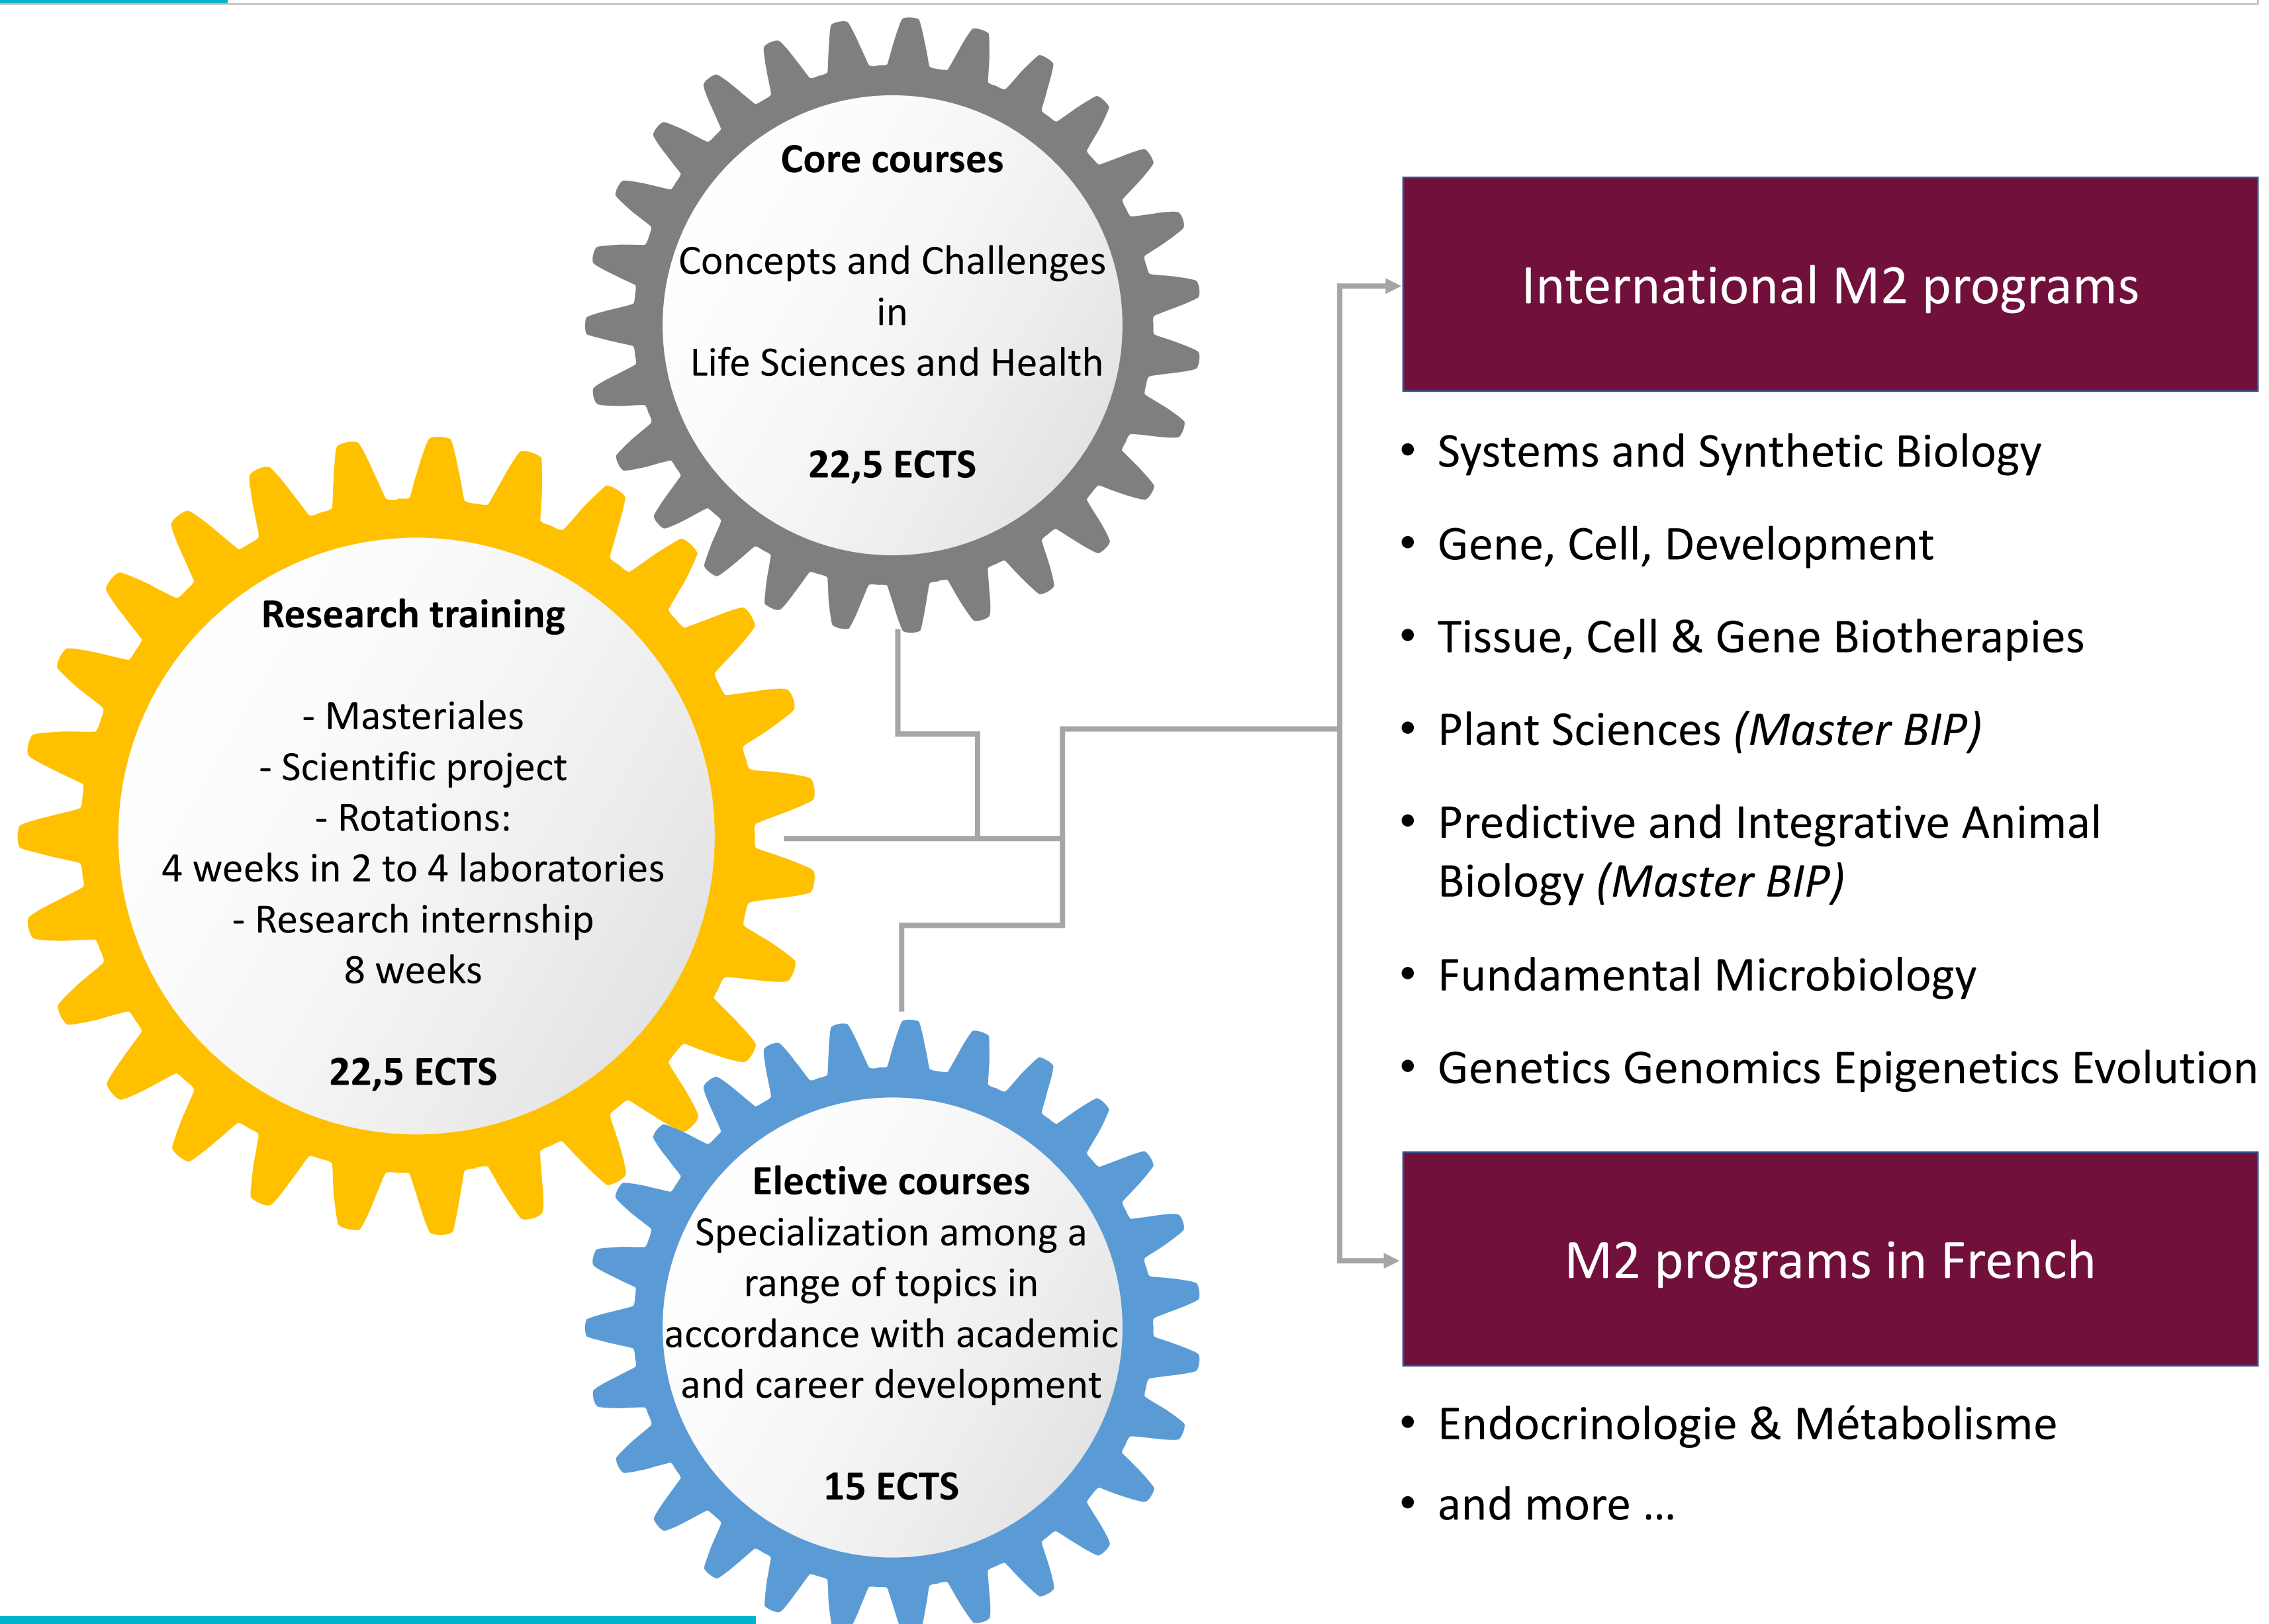 Core courses
Concepts and Challenges
in
Life Sciences and Health
22,5 ECTS
Research training
- Masteriales
- Scientific project
- Rotations:
4 weeks in 2 to 4 laboratories
- Research internship
8 weeks
22,5 ECTS
Elective courses
Specialization among a
range of topics in
accordance with academic
and career development
15 ECTS
International M2 programs
• Systems and Synthetic Biology
• Gene, Cell, Development
• Tissue, Cell & Gene Biotherapies
• Plant Sciences (Master BIP)
• Predictive and Integrative Animal
Biology (Master BIP)
• Fundamental Microbiology
• Genetics Genomics Epigenetics Evolution
M2 programs in French
• Endocrinologie & Métabolisme
• and more ...